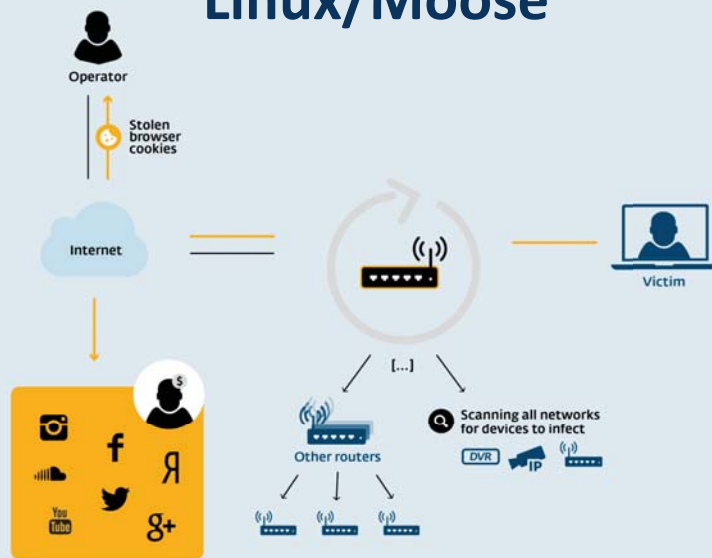 Linux/Moose
Operator
Stolen
browser
cookies
Internet
Victim
[...]
Scanning all networks
for devices to infect
Other routers
DVR
IP
$
f
Я
You
Tube
g+